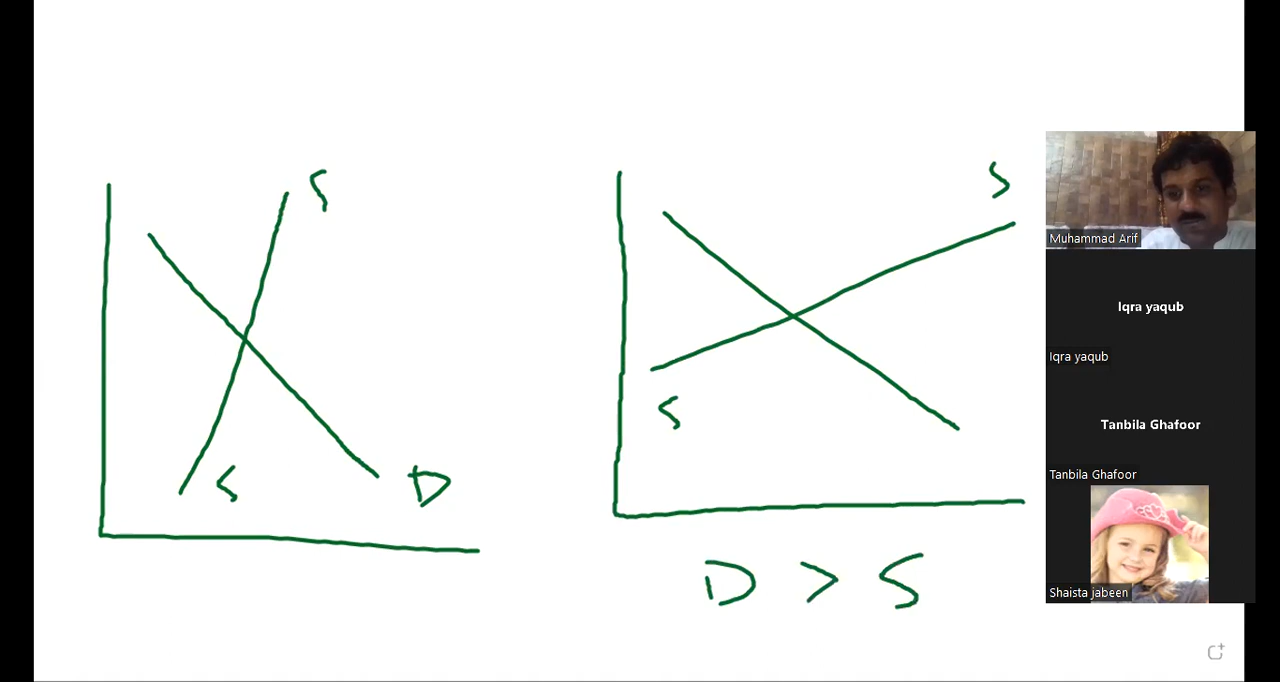 S
S
D
S
S
D > S
Muhammad Arif
Iqra yaqub
Iqra yaqub
Tanbila Ghafoor
Tanbila Ghafoor
Shaista jabeen